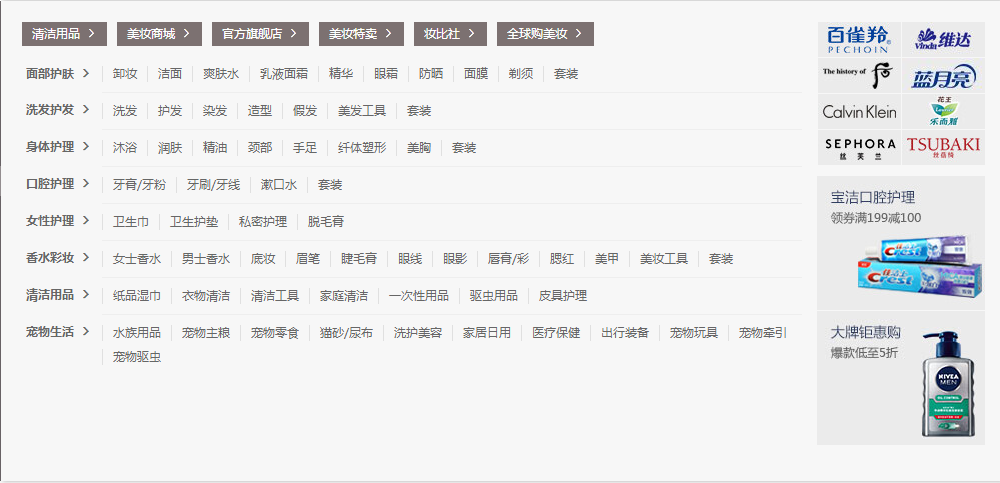 清洁用品 美妆商城 官方旗舰店 美妆特卖 妆比社 全球购美妆
面部护肤 卸妆 洁面 爽肤水 乳液面霜 精华 眼霜 防晒 面膜 剃须 套装
洗发护发 洗发 护发 染发 造型 假发 美发工具 套装
身体护理 沐浴 润肤 精油 颈部 手足 纤体塑形 美胸 套装
口腔护理 牙膏/牙粉 牙刷/牙线 漱口水 套装
女性护理 卫生巾 卫生护垫 私密护理 脱毛膏
香水彩妆 女士香水 男士香水 底妆 眉笔 睫毛膏 眼线 眼影 唇膏/彩 腮红 美甲 美妆工具 套装
清洁用品 纸品湿巾 衣物清洁 清洁工具 家庭清洁 一次性用品 驱虫用品 皮具护理
宠物生活 水族用品 宠物主粮 宠物零食 猫砂/尿布 洗护美容 家居日用 医疗保健 出行装备 宠物玩具 宠物牵引
宠物驱虫
百雀羚
PECHOIN
Vinda 维达
The history of 후
蓝月亮
Calvin Klein
花王
Laurier
乐而雅
SEPHORA
丝芙兰
TSUBAKI
丝蓓绮
宝洁口腔护理
领券满199减100
Crest
Crest
大牌钜惠购
爆款低至5折
NIVEA
MEN
OIL CONTROL